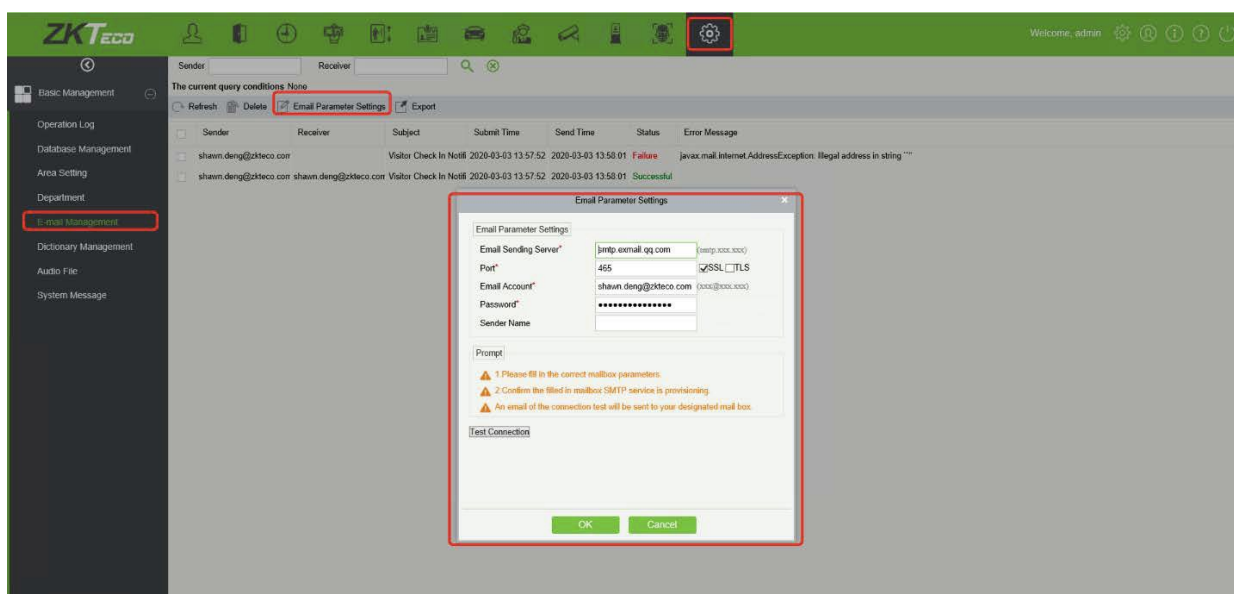 ZKTeco
Welcome, admin
Sender Receiver
The current query conditions None
Basic Management
Refresh Delete Email Parameter Settings Export
Operation Log
Database Management
Area Setting
Department
E-mail Management
Dictionary Management
Audio File
System Message
Sender Receiver Subject Submit Time Send Time Status Error Message
shawn.deng@zkteco.com Visitor Check In Notifi 2020-03-03 13:57:52 2020-03-03 13:58:01 Failure javax.mail.internet.AddressException: Illegal address in string ""
shawn.deng@zkteco.com shawn.deng@zkteco.com Visitor Check In Notifi 2020-03-03 13:57:52 2020-03-03 13:58:01 Successful
Email Parameter Settings
Email Parameter Settings
Email Sending Server* smtp.exmail.qq.com (smtp.xxx.xxx)
Port* 465 SSL TLS
Email Account* shawn.deng@zkteco.com (xxx@xxx.xxx)
Password* •••••••••••••••
Sender Name
Prompt
1.Please fill in the correct mailbox parameters.
2.Confirm the filled in mailbox SMTP service is provisioning.
An email of the connection test will be sent to your designated mail box.
Test Connection
OK Cancel